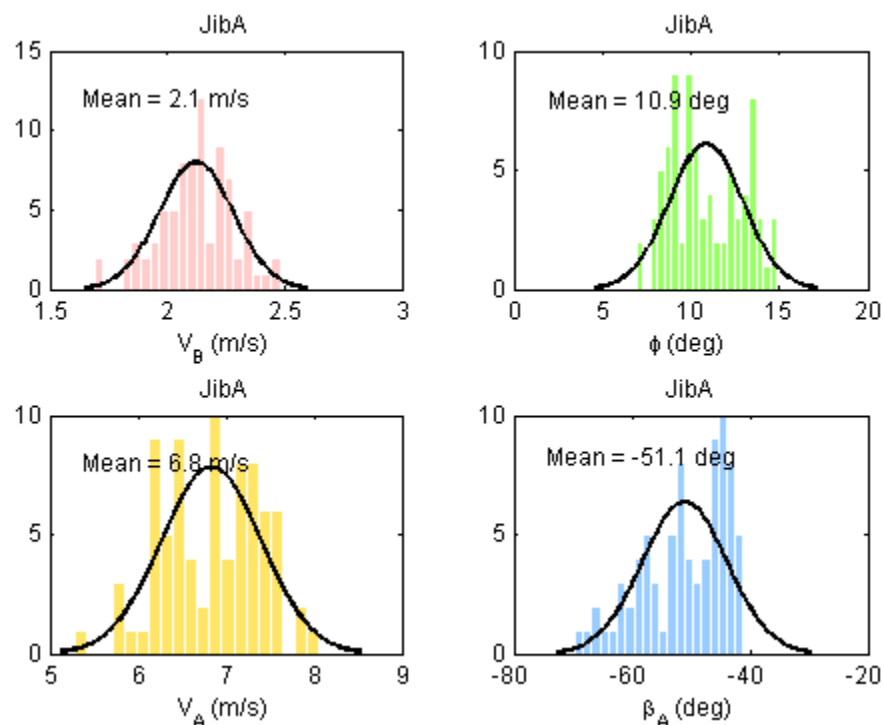 JibA
15
10
5
0
Mean = 2.1 m/s
1.5 2 2.5 3
V_B (m/s)
JibA
10
5
0
Mean = 10.9 deg
0 5 10 15 20
ϕ (deg)
JibA
10
5
0
Mean = 6.8 m/s
5 6 7 8 9
V_A (m/s)
JibA
10
5
0
Mean = -51.1 deg
-80 -60 -40 -20
β_A (deg)